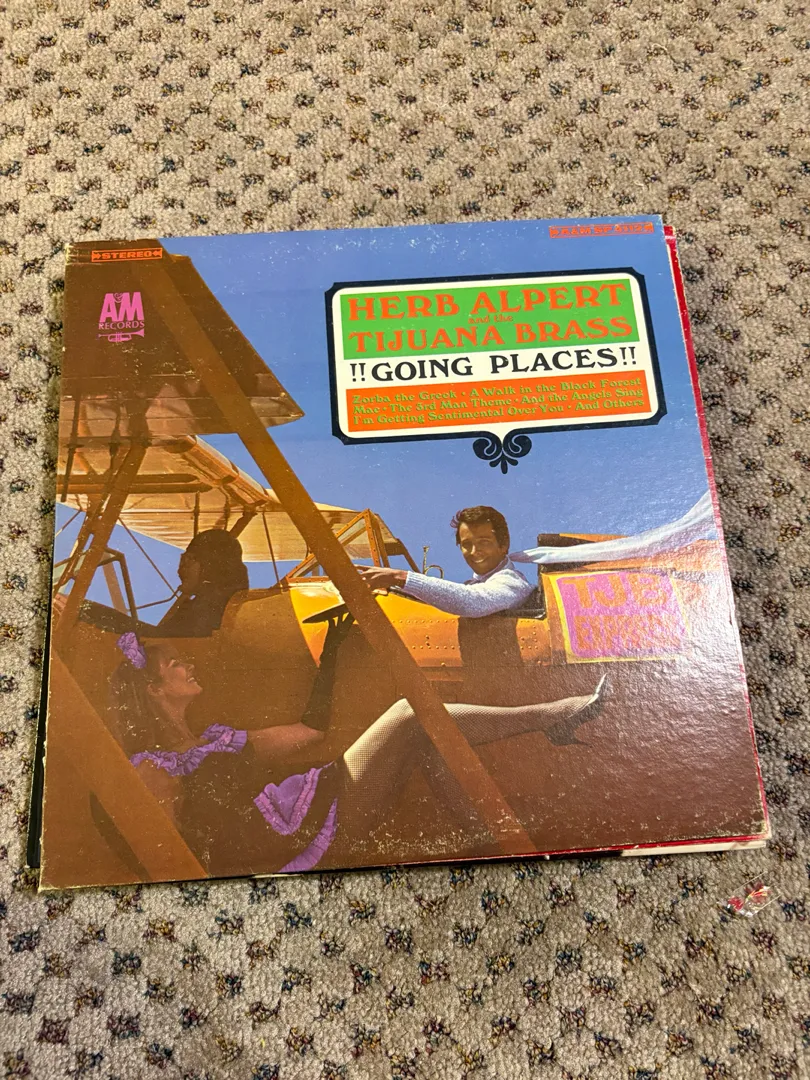 STEREO
A&M
RECORDS
HERB ALPERT
and the
TIJUANA BRASS
!!GOING PLACES!!
Zorba the Greek · A Walk in the Black Forest
Mae · The 3rd Man Theme · And the Angels Sing
I'm Getting Sentimental Over You · And Others
TJB